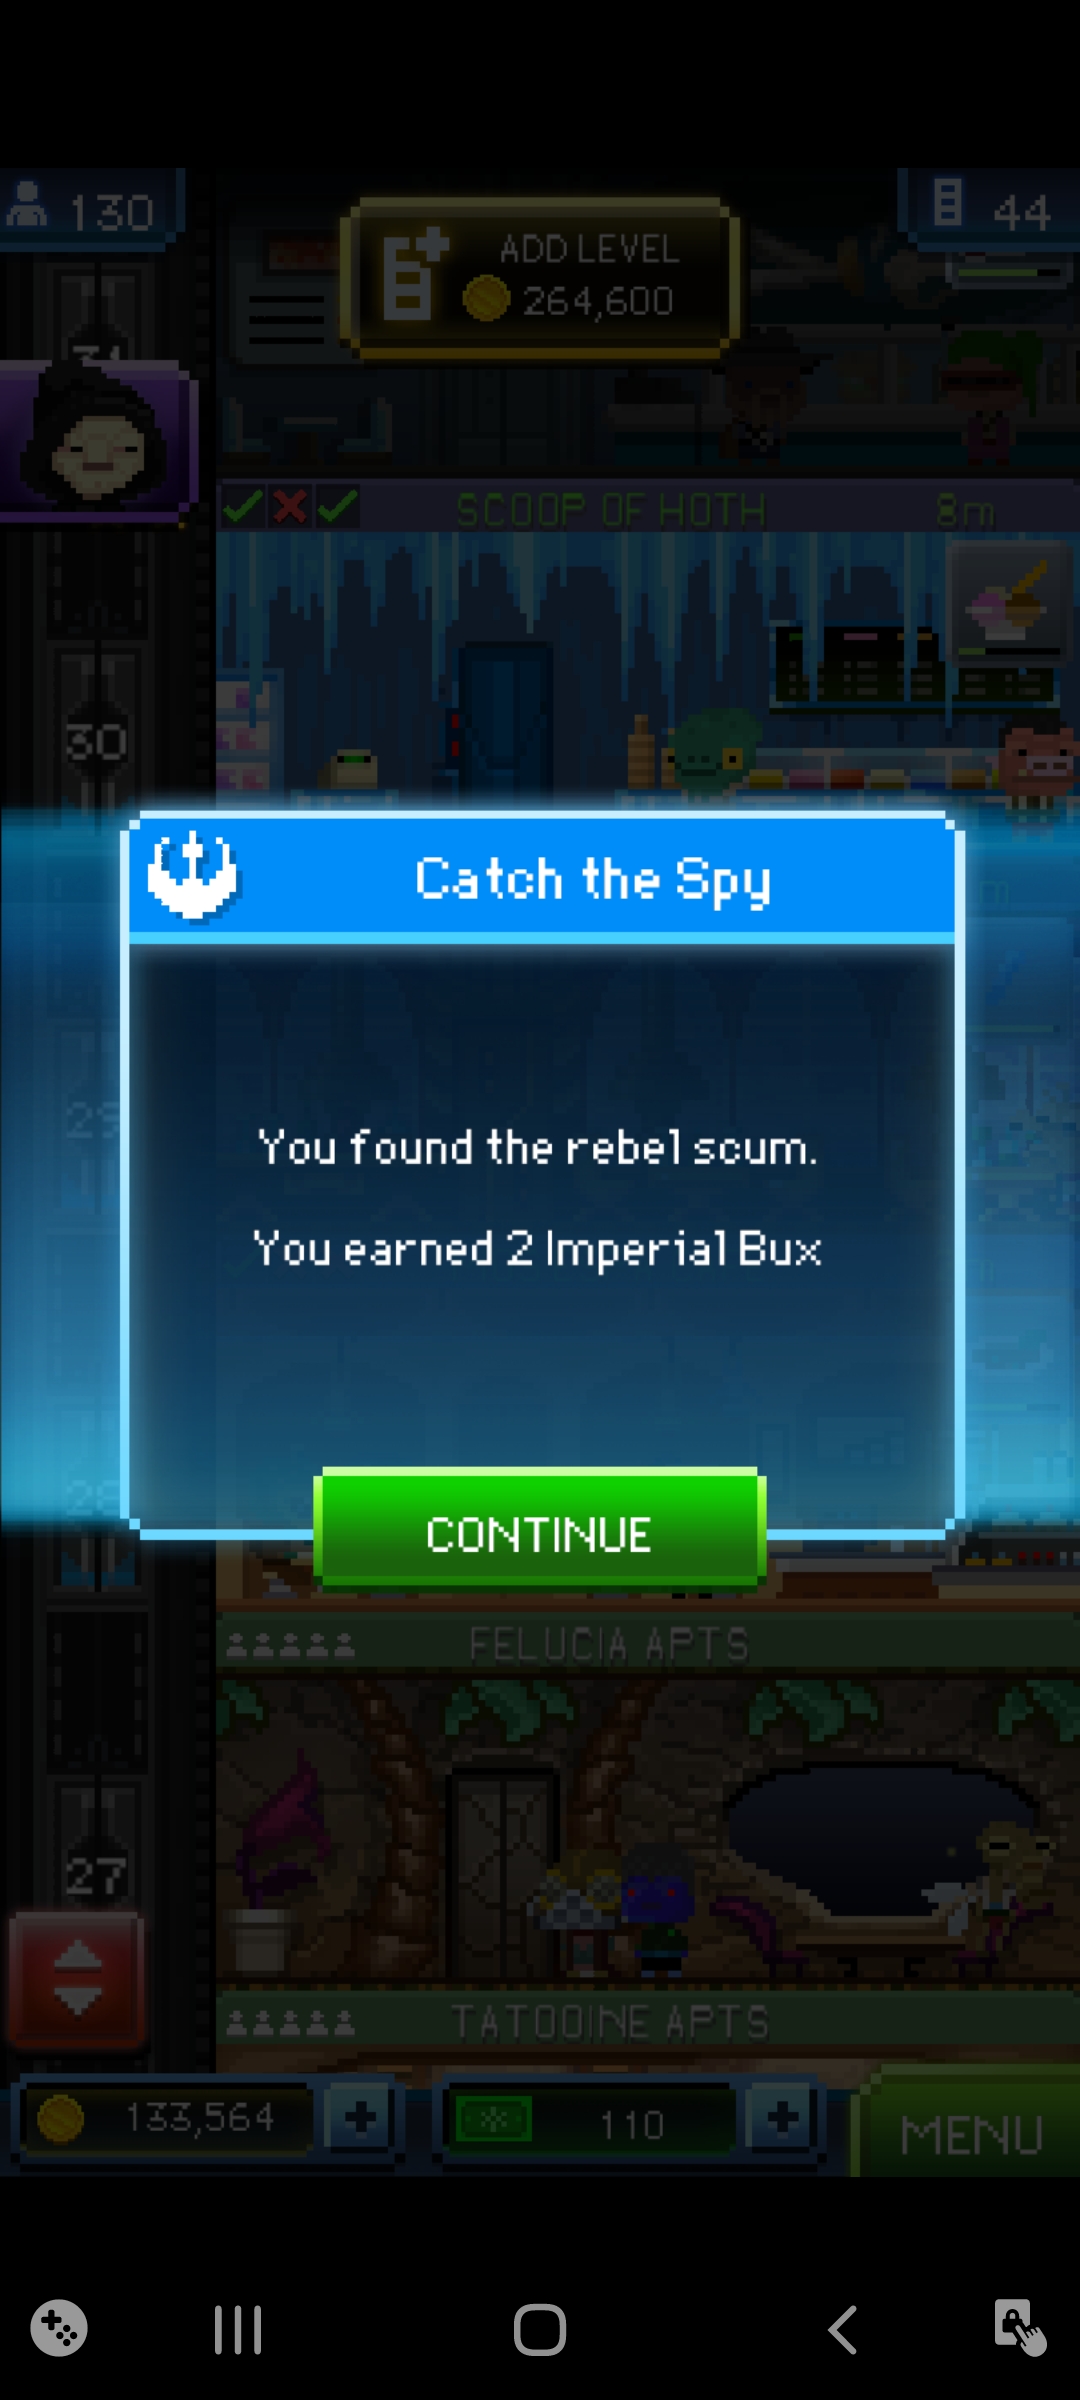 130
ADD LEVEL
264,600
44
SCOOP OF HOTH
8m
30
Catch the Spy
You found the rebel scum.
You earned 2 Imperial Bux
CONTINUE
FELUCIA APTS
27
TATOOINE APTS
133,564
110
MENU